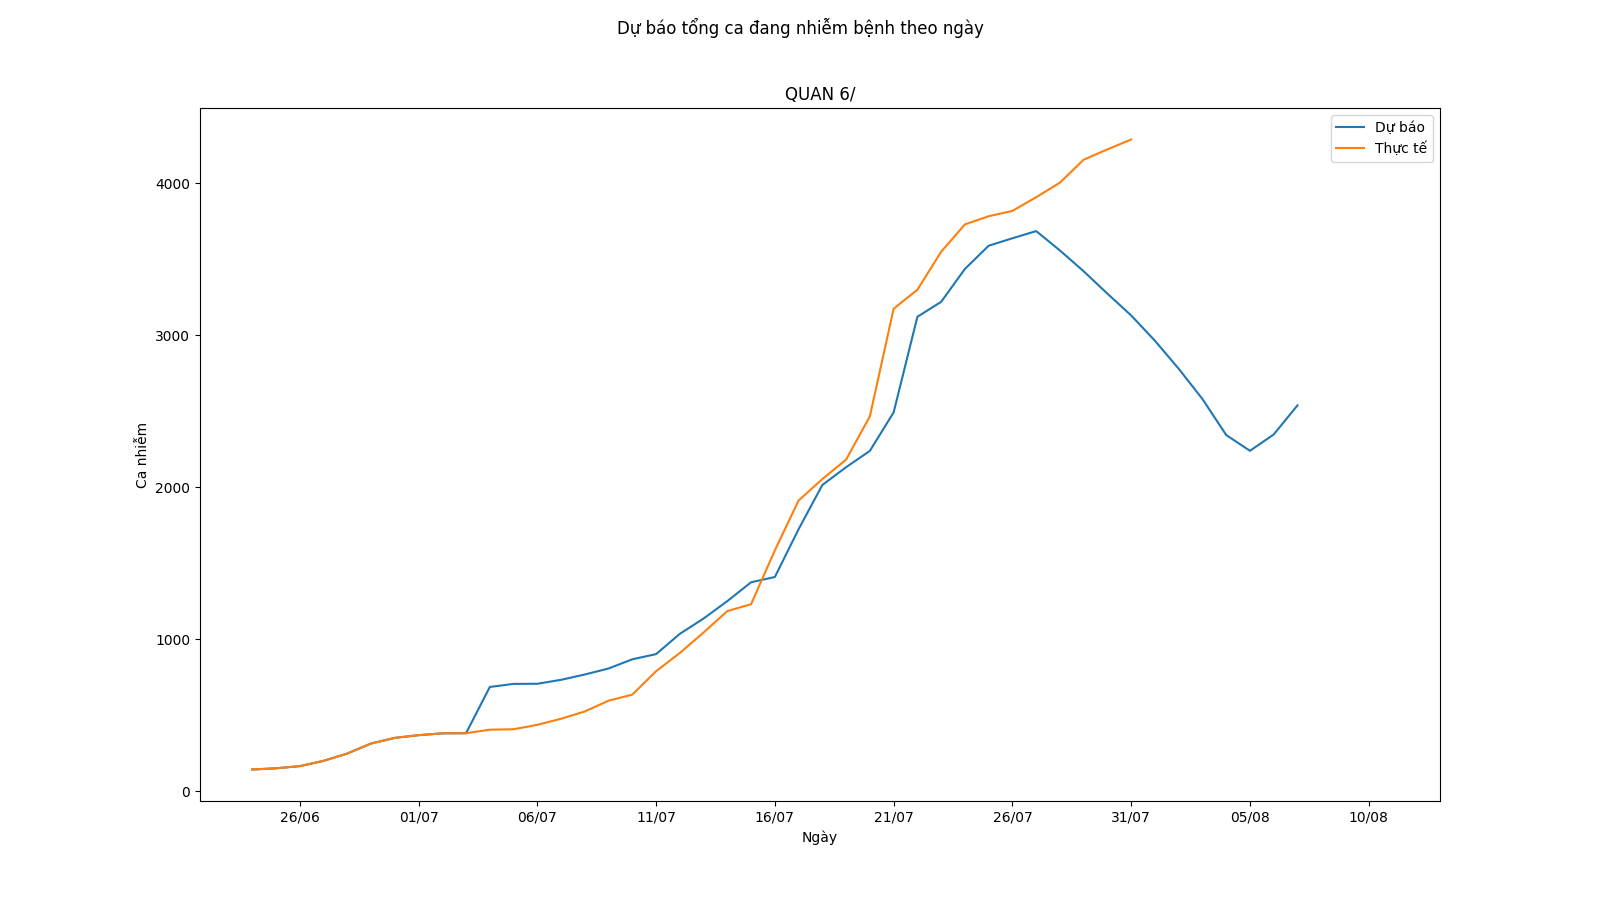 Dự báo tổng ca đang nhiễm bệnh theo ngày
QUAN 6/
Dự báo
Thực tế
4000
3000
2000
1000
0
Ca nhiễm
26/06
01/07
06/07
11/07
16/07
21/07
26/07
31/07
05/08
10/08
Ngày